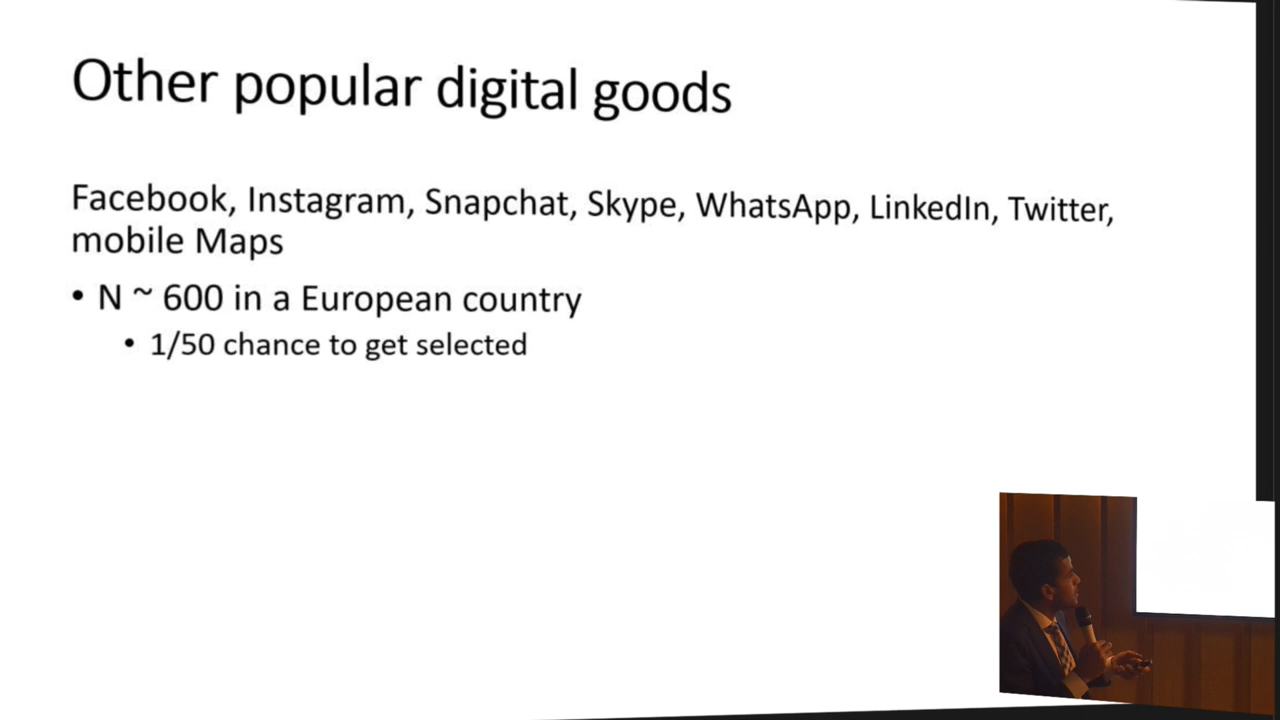 Other popular digital goods
Facebook, Instagram, Snapchat, Skype, WhatsApp, LinkedIn, Twitter,
mobile Maps
• N ~ 600 in a European country
• 1/50 chance to get selected